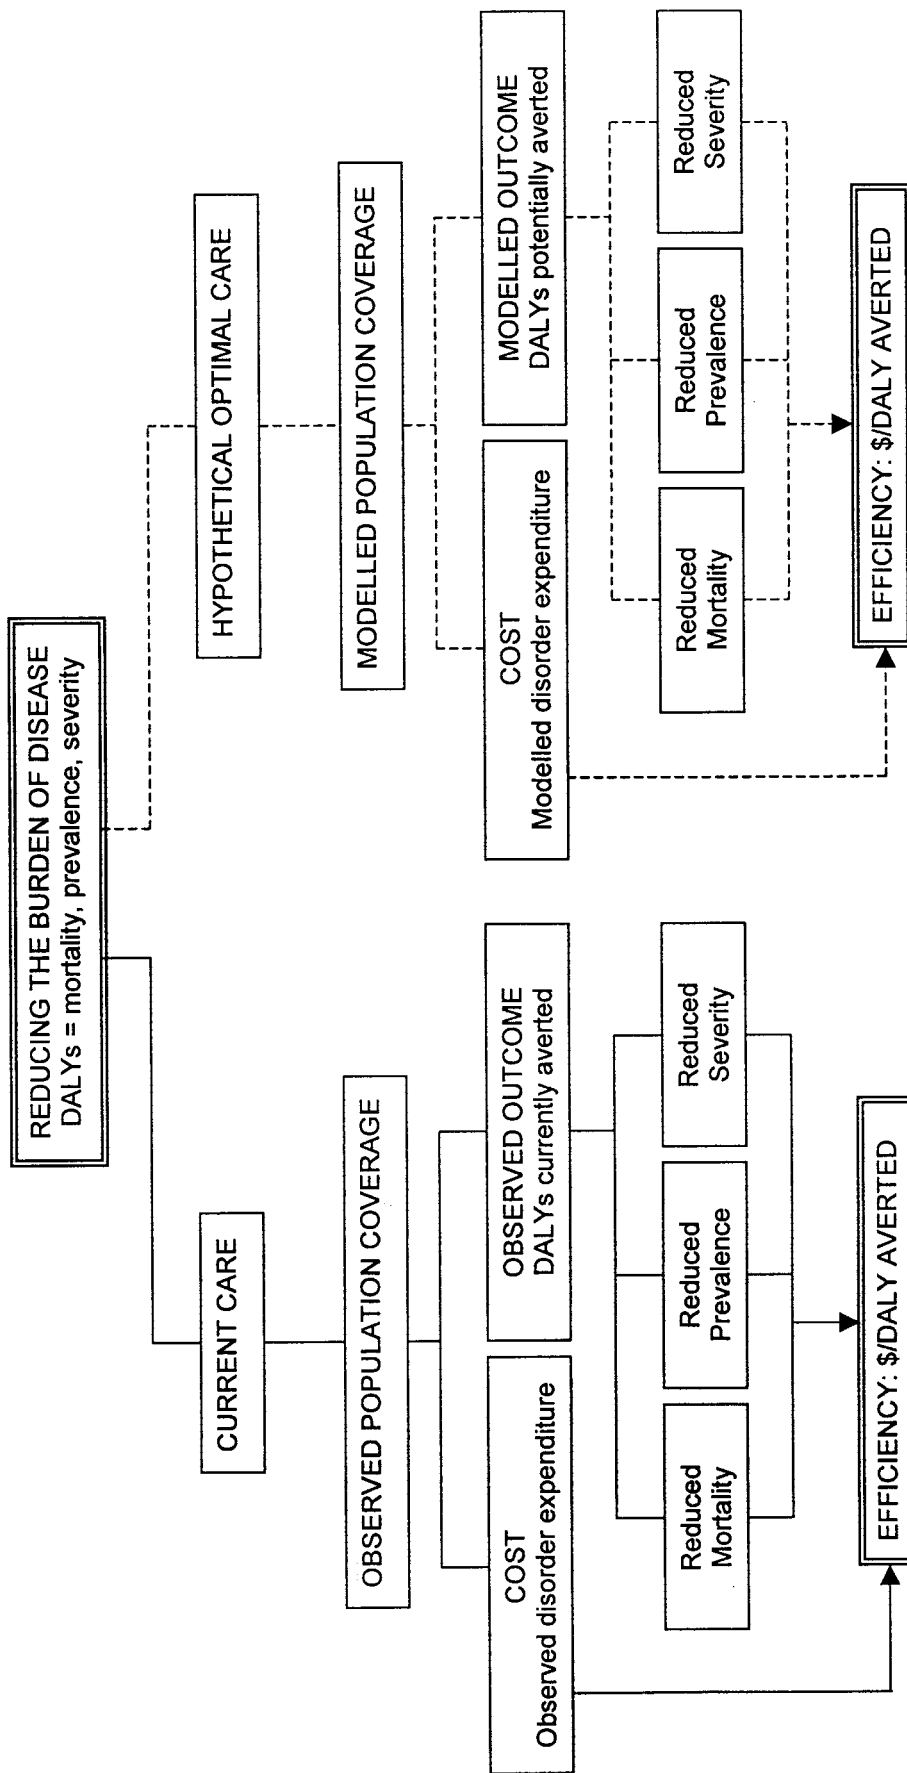 REDUCING THE BURDEN OF DISEASE
DALYs = mortality, prevalence, severity
CURRENT CARE
HYPOTHETICAL OPTIMAL CARE
OBSERVED POPULATION COVERAGE
MODELLED POPULATION COVERAGE
COST
Observed disorder expenditure
OBSERVED OUTCOME
DALYs currently averted
COST
Modelled disorder expenditure
MODELLED OUTCOME
DALYs potentially averted
Reduced
Mortality
Reduced
Prevalence
Reduced
Severity
Reduced
Mortality
Reduced
Prevalence
Reduced
Severity
EFFICIENCY: $/DALY AVERTED
EFFICIENCY: $/DALY AVERTED